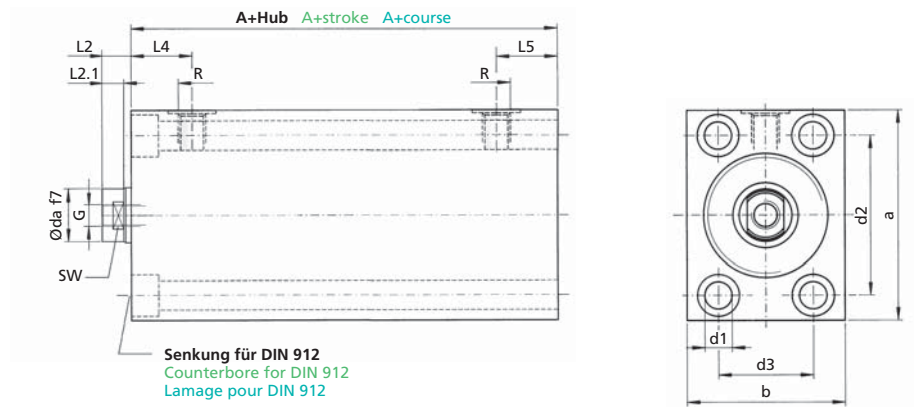 A+Hub A+stroke A+course
L2 L4 L5
L2.1 R R
Øda f7
G
SW
Senkung für DIN 912
Counterbore for DIN 912
Lamage pour DIN 912
d2
a
d1
d3
b